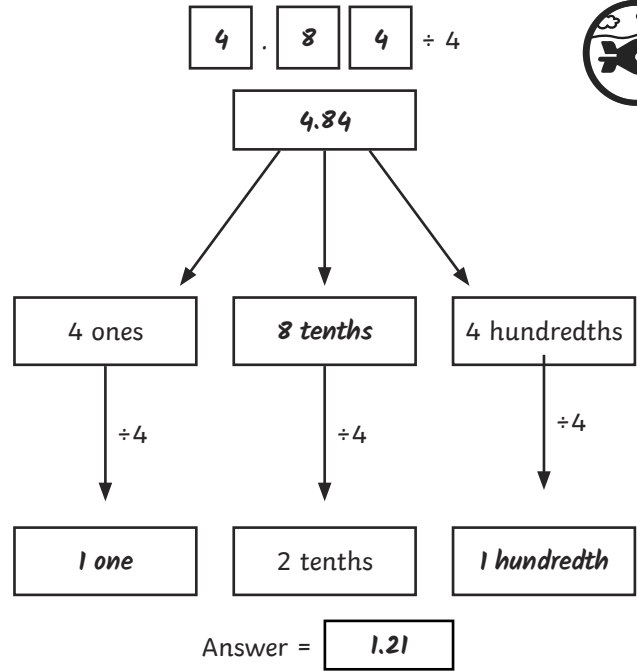 4 . 8 4 ÷ 4
4.84
4 ones 8 tenths 4 hundredths
÷4 ÷4 ÷4
1 one 2 tenths 1 hundredth
Answer = 1.21